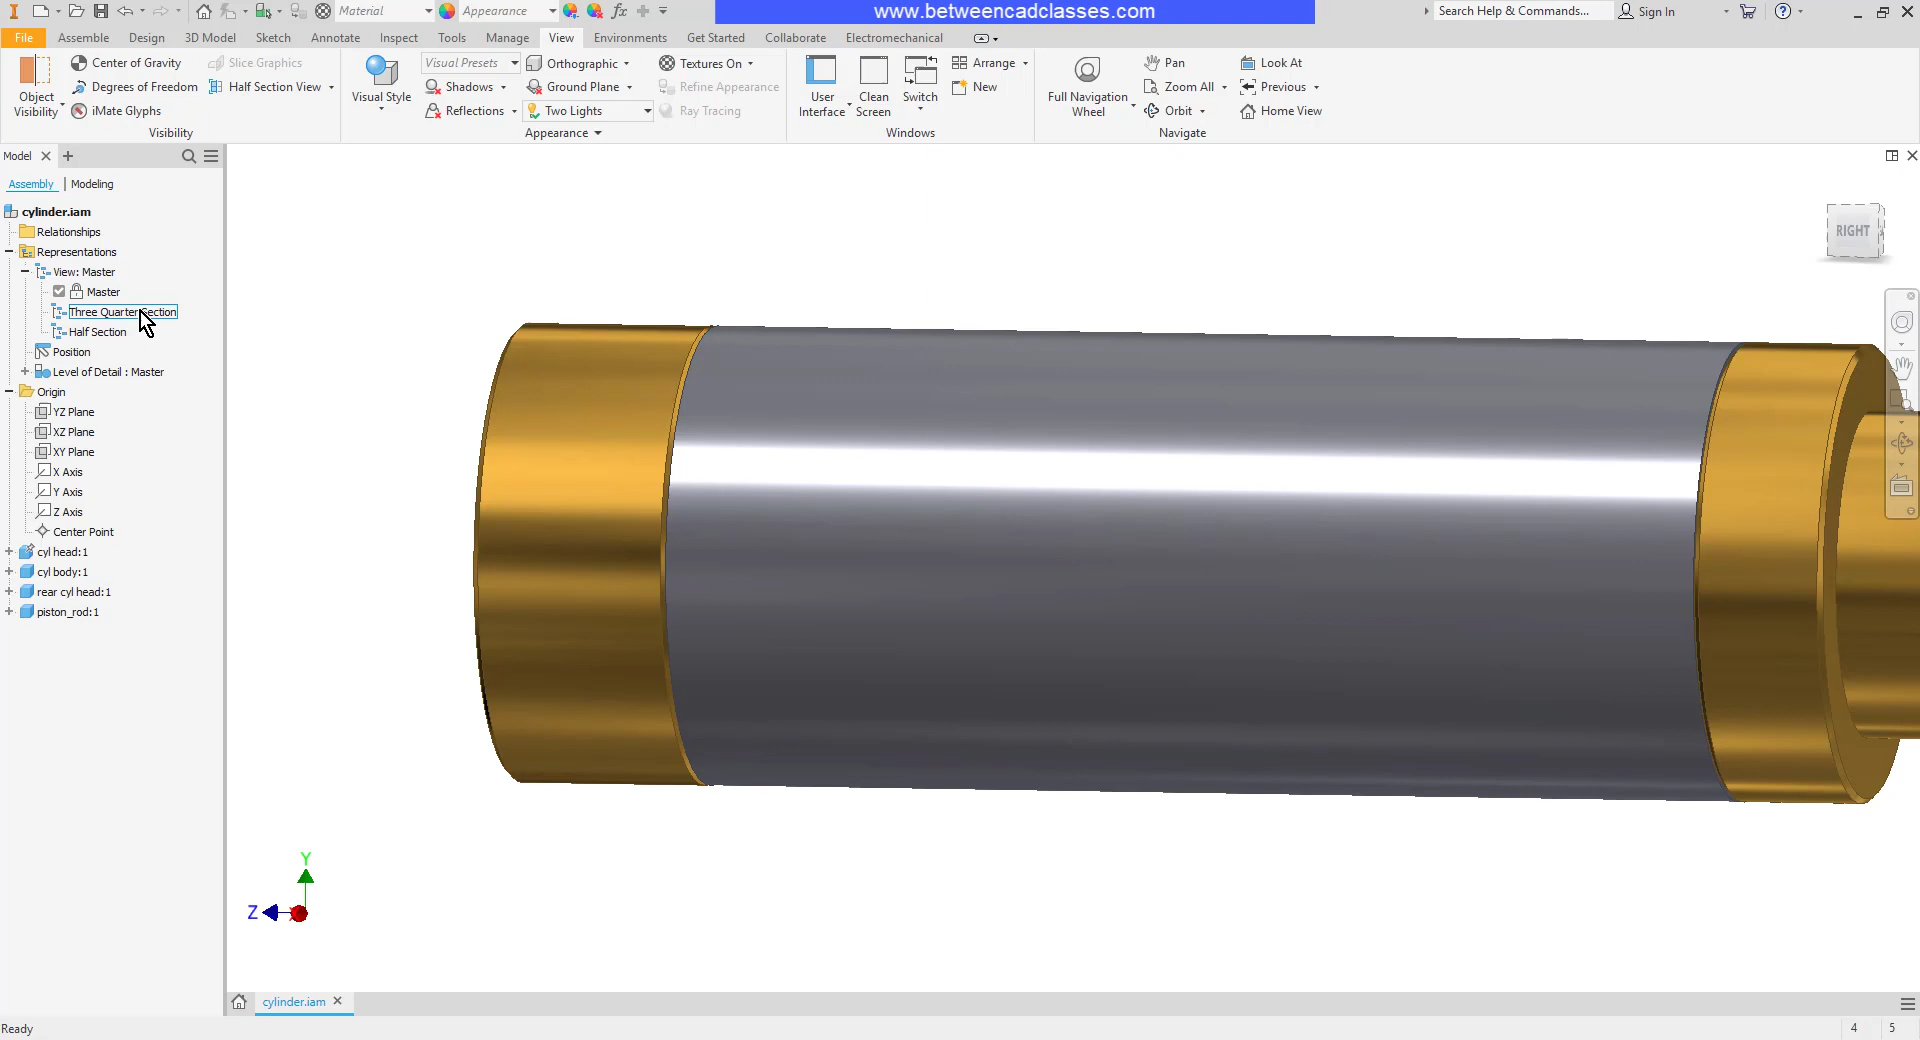 Material
Appearance
fx
www.betweencadclasses.com
Search Help & Commands...
Sign In
File
Assemble
Design
3D Model
Sketch
Annotate
Inspect
Tools
Manage
View
Environments
Get Started
Collaborate
Electromechanical
Object
Visibility
Center of Gravity
Degrees of Freedom
iMate Glyphs
Slice Graphics
Half Section View
Visibility
Visual Style
Visual Presets
Shadows
Reflections
Orthographic
Ground Plane
Two Lights
Textures On
Refine Appearance
Ray Tracing
Appearance
User
Interface
Clean
Screen
Switch
Arrange
New
Windows
Full Navigation
Wheel
Pan
Zoom All
Orbit
Look At
Previous
Home View
Navigate
Model
Assembly
Modeling
cylinder.iam
Relationships
Representations
View: Master
Master
Three Quarter Section
Half Section
Position
Level of Detail : Master
Origin
YZ Plane
XZ Plane
XY Plane
X Axis
Y Axis
Z Axis
Center Point
cyl head:1
cyl body:1
rear cyl head:1
piston_rod:1
RIGHT
Y
Z
cylinder.iam
Ready
4
5